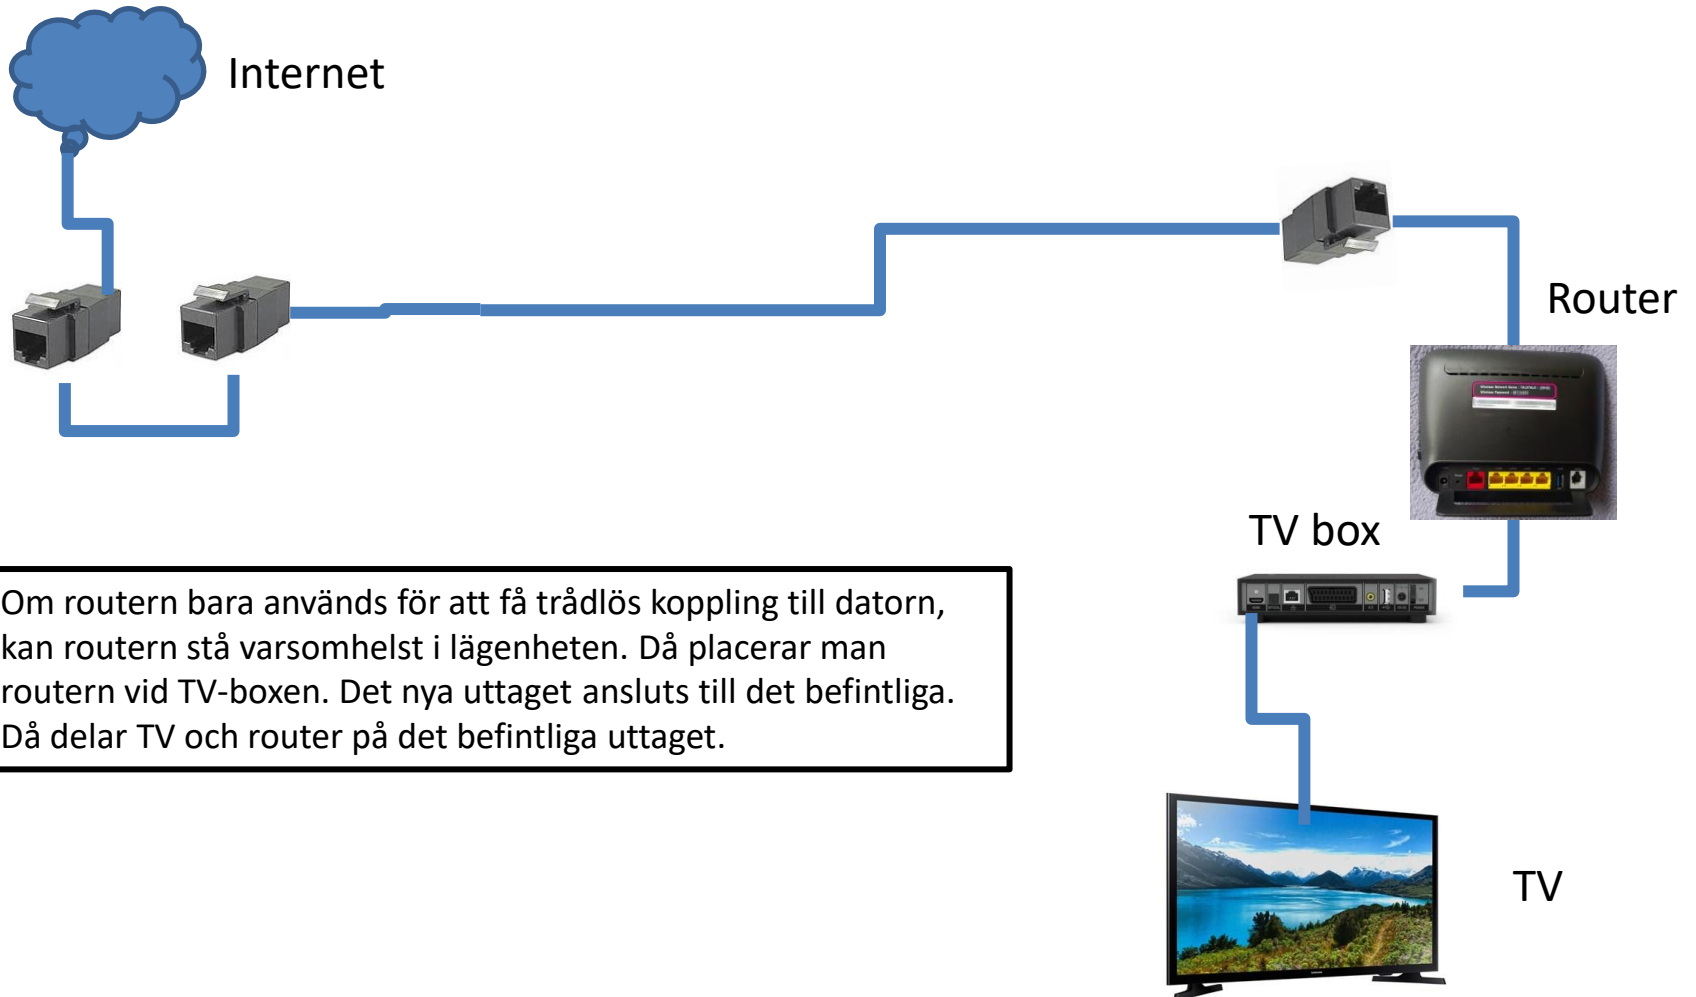 Internet
Router
TV box
Om routern bara används för att få trådlös koppling till datorn,
kan routern stå varsomhelst i lägenheten. Då placerar man
routern vid TV-boxen. Det nya uttaget ansluts till det befintliga.
Då delar TV och router på det befintliga uttaget.
TV